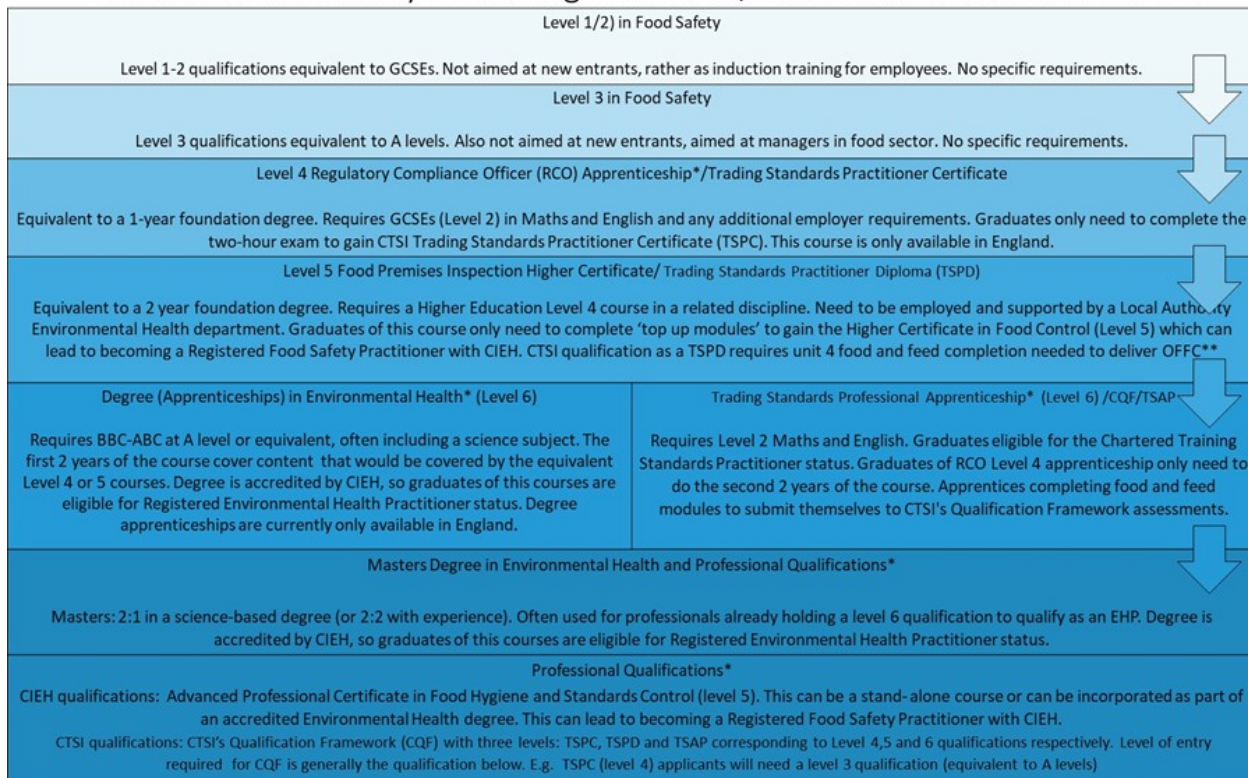 Level 1/2) in Food Safety
Level 1-2 qualifications equivalent to GCSEs. Not aimed at new entrants, rather as induction training for employees. No specific requirements.
Level 3 in Food Safety
Level 3 qualifications equivalent to A levels. Also not aimed at new entrants, aimed at managers in food sector. No specific requirements.
Level 4 Regulatory Compliance Officer (RCO) Apprenticeship*/Trading Standards Practitioner Certificate
Equivalent to a 1-year foundation degree. Requires GCSEs (Level 2) in Maths and English and any additional employer requirements. Graduates only need to complete the
two-hour exam to gain CTSI Trading Standards Practitioner Certificate (TSPC). This course is only available in England.
Level 5 Food Premises Inspection Higher Certificate/ Trading Standards Practitioner Diploma (TSPD)
Equivalent to a 2 year foundation degree. Requires a Higher Education Level 4 course in a related discipline. Need to be employed and supported by a Local Authority
Environmental Health department. Graduates of this course only need to complete ‘top up modules’ to gain the Higher Certificate in Food Control (Level 5) which can
lead to becoming a Registered Food Safety Practitioner with CIEH. CTSI qualification as a TSPD requires unit 4 food and feed completion needed to deliver OFFC**
Degree (Apprenticeships) in Environmental Health* (Level 6)
Requires BBC-ABC at A level or equivalent, often including a science subject. The
first 2 years of the course cover content that would be covered by the equivalent
Level 4 or 5 courses. Degree is accredited by CIEH, so graduates of this courses are
eligible for Registered Environmental Health Practitioner status. Degree
apprenticeships are currently only available in England.
Trading Standards Professional Apprenticeship* (Level 6) /CQF/TSAP
Requires Level 2 Maths and English. Graduates eligible for the Chartered Training
Standards Practitioner status. Graduates of RCO Level 4 apprenticeship only need to
do the second 2 years of the course. Apprentices completing food and feed
modules to submit themselves to CTSI's Qualification Framework assessments.
Masters Degree in Environmental Health and Professional Qualifications*
Masters: 2:1 in a science-based degree (or 2:2 with experience). Often used for professionals already holding a level 6 qualification to qualify as an EHP. Degree is
accredited by CIEH, so graduates of this courses are eligible for Registered Environmental Health Practitioner status.
Professional Qualifications*
CIEH qualifications: Advanced Professional Certificate in Food Hygiene and Standards Control (level 5). This can be a stand-alone course or can be incorporated as part of
an accredited Environmental Health degree. This can lead to becoming a Registered Food Safety Practitioner with CIEH.
CTSI qualifications: CTSI’s Qualification Framework (CQF) with three levels: TSPC, TSPD and TSAP corresponding to Level 4,5 and 6 qualifications respectively. Level of entry
required for CQF is generally the qualification below. E.g. TSPC (level 4) applicants will need a level 3 qualification (equivalent to A levels)